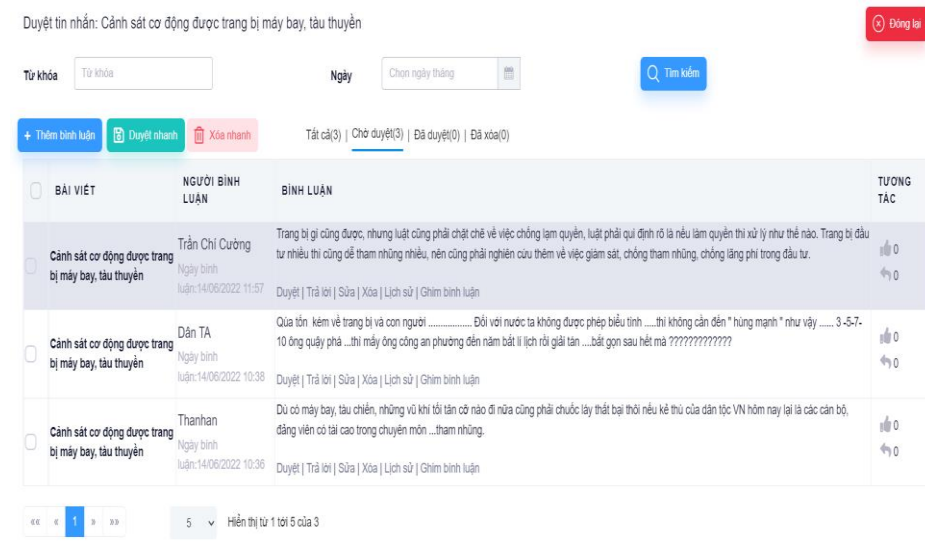 Duyệt tin nhắn: Cảnh sát cơ động được trang bị máy bay, tàu thuyền
Đóng lại
Từ khóa
Từ khóa
Ngày
Chọn ngày tháng
Tìm kiếm
+ Thêm bình luận
Duyệt nhanh
Xóa nhanh
Tất cả(3) | Chờ duyệt(3) | Đã duyệt(0) | Đã xóa(0)
BÀI VIẾT
NGƯỜI BÌNH
LUẬN
BÌNH LUẬN
TƯƠNG
TÁC
Cảnh sát cơ động được trang
bị máy bay, tàu thuyền
Trần Chí Cường
Ngày bình
luận:14/06/2022 11:57
Trang bị gì cũng được, nhưng luật cũng phải chặt chẽ về việc chống lạm quyền, luật phải qui định rõ là nếu làm quyền thì xử lý như thế nào. Trang bị đầu
tư nhiều thì cũng dễ tham nhũng nhiều, nên cũng phải nghiên cứu thêm về việc giám sát, chống tham nhũng, chống lãng phí trong đầu tư.
Duyệt | Trả lời | Sửa | Xóa | Lịch sử | Ghim bình luận
0
0
Cảnh sát cơ động được trang
bị máy bay, tàu thuyền
Dân TA
Ngày bình
luận:14/06/2022 10:38
Qúa tốn kém về trang bị và con người .................. Đối với nước ta không được phép biểu tình .....thì không cần đến " hùng mạnh " như vậy ...... 3 -5-7-
10 ông quậy phá ...thì mấy ông công an phường đến năm bắt lí lịch rồi giải tán ....bắt gọn sau hết mà ?????????????
Duyệt | Trả lời | Sửa | Xóa | Lịch sử | Ghim bình luận
0
0
Cảnh sát cơ động được trang
bị máy bay, tàu thuyền
Thanhan
Ngày bình
luận:14/06/2022 10:36
Dù có máy bay, tàu chiến, những vũ khí tối tân cỡ nào đi nữa cũng phải chuốc lấy thất bại thôi nếu kẻ thù của dân tộc VN hôm nay lại là các cán bộ,
đảng viên có tài cao trong chuyên môn ...tham nhũng.
Duyệt | Trả lời | Sửa | Xóa | Lịch sử | Ghim bình luận
0
0
«« « 1 » »»
5
Hiển thị từ 1 tới 5 của 3